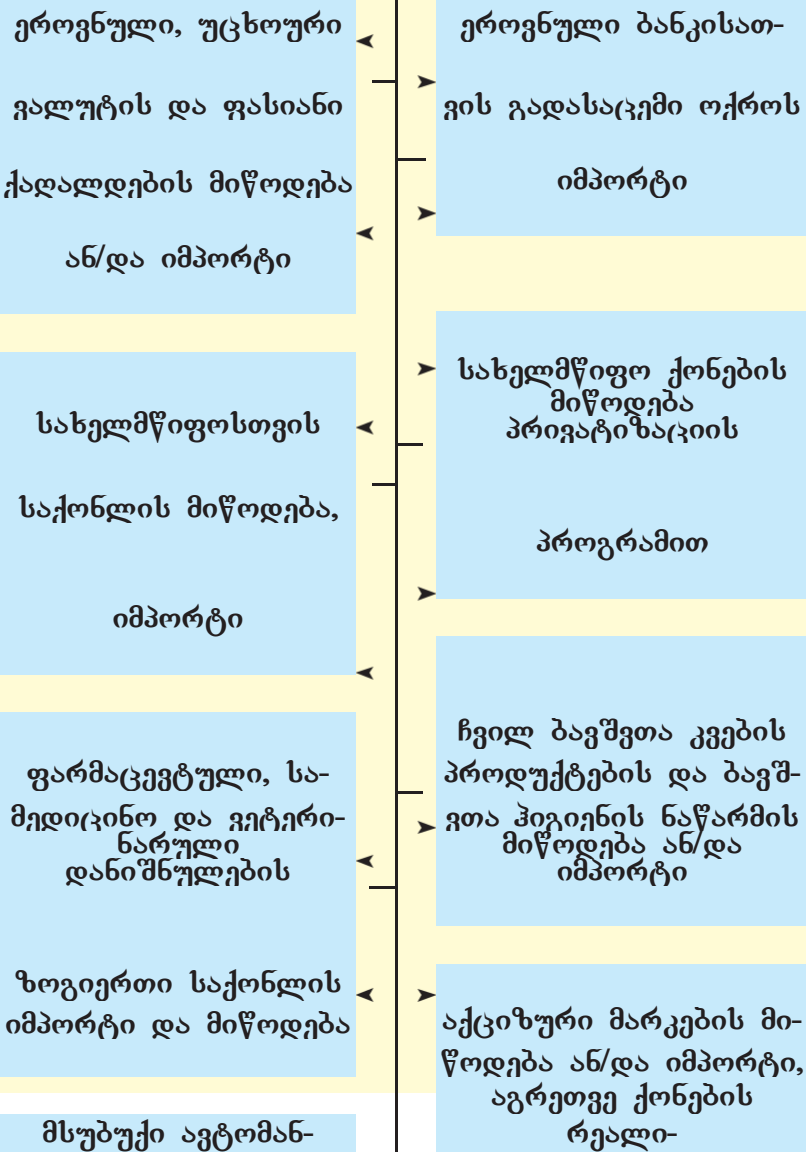 ეროვნული, უცხოური
ვალუტის და ფასიანი
ქაღალდების მიწოდება
ან/და იმპორტი
ეროვნული ბანკისათ-
ვის გადასაცემი ოქროს
იმპორტი
სახელმწიფოსთვის
საქონლის მიწოდება,
იმპორტი
სახელმწიფო ქონების
მიწოდება
პრივატიზაციის
პროგრამით
ფარმაცევტული, სა-
მედიცინო და ვეტერი-
ნარული
დანიშნულების
ზოგიერთი საქონლის
იმპორტი და მიწოდება
ჩვილ ბავშვთა კვების
პროდუქტების და ბავშ-
ვთა ჰიგიენის ნაწარმის
მიწოდება ან/და
იმპორტი
მსუბუქი ავტომან-
აქციზური მარკების მი-
წოდება ან/და იმპორტი,
აგრეთვე ქონების
რეალი-